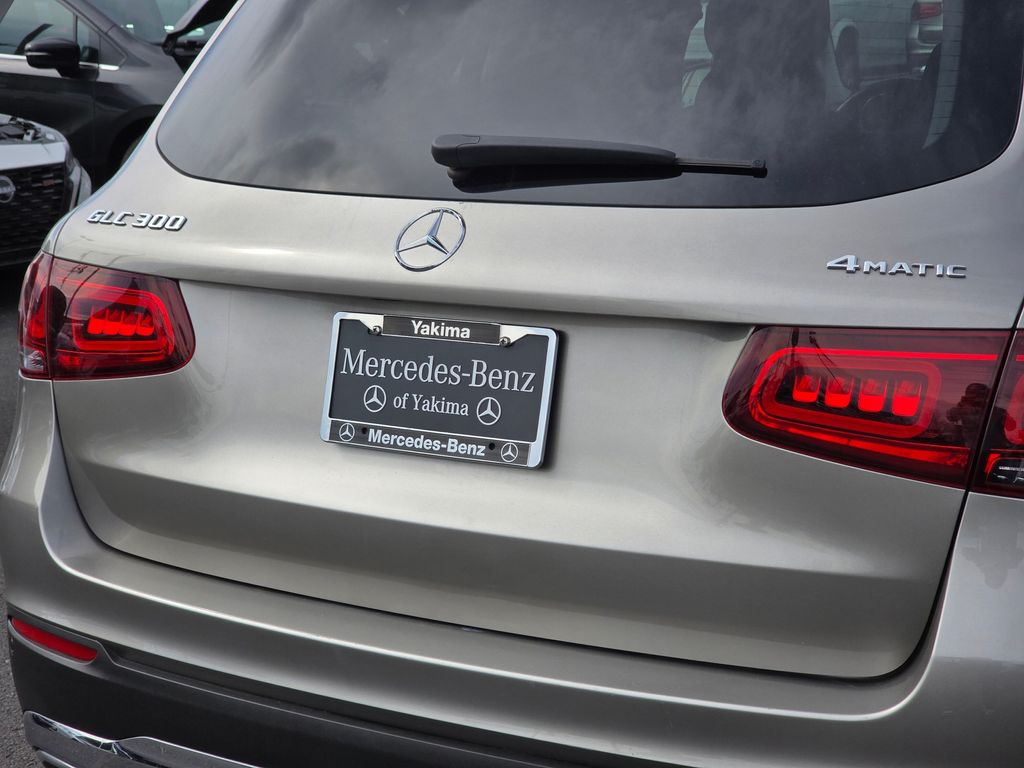 GLC 300
4MATIC
Yakima
Mercedes-Benz
of Yakima
Mercedes-Benz